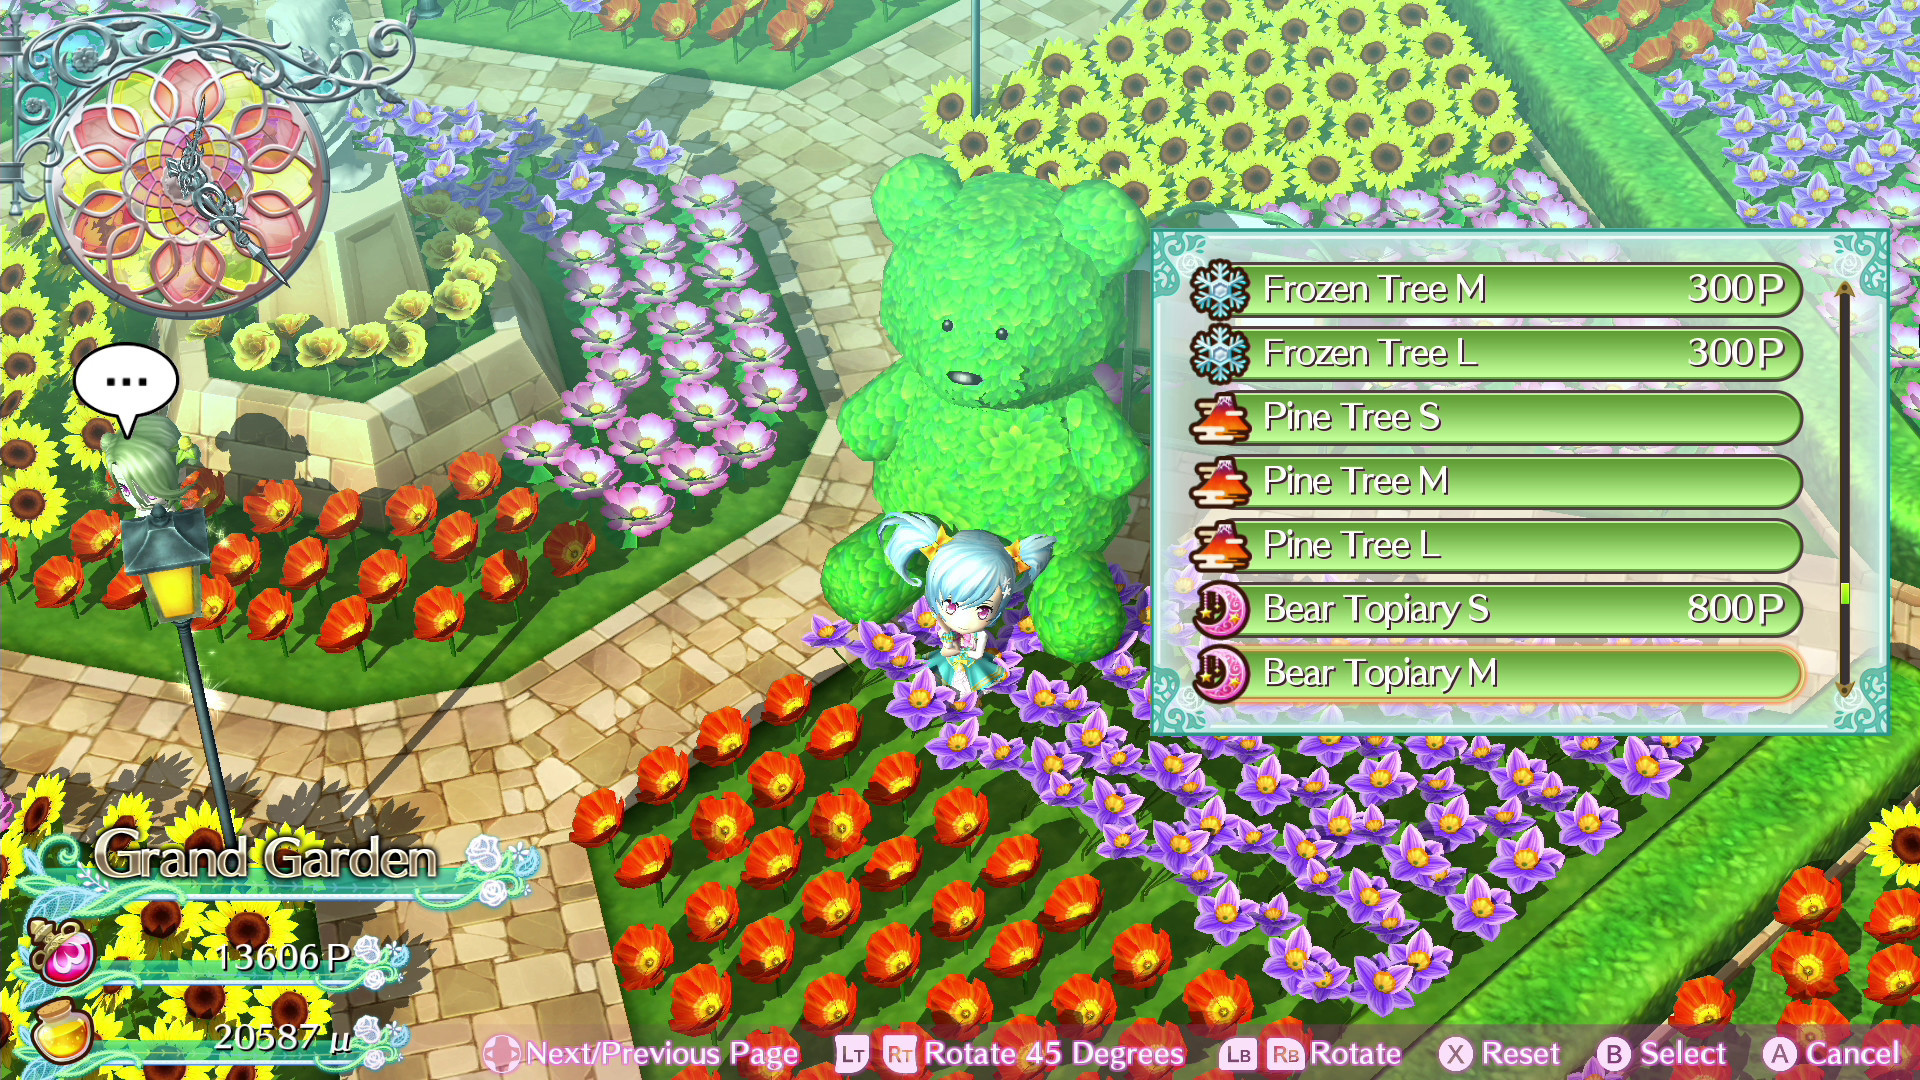 Frozen Tree M 300P
Frozen Tree L 300P
Pine Tree S
Pine Tree M
Pine Tree L
Bear Topiary S 800P
Bear Topiary M
...
Grand Garden
13606 P
20587 μ
Next/Previous Page LT RT Rotate 45 Degrees LB RB Rotate X Reset B Select A Cancel